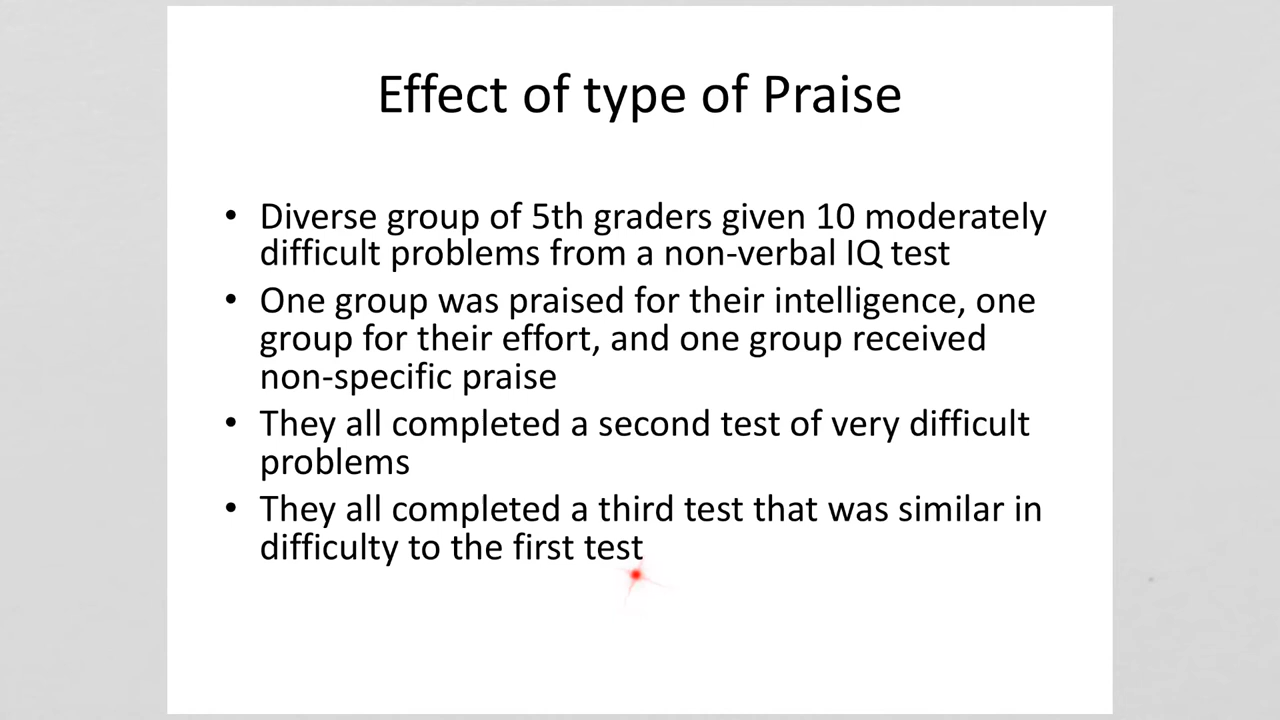 Effect of type of Praise
• Diverse group of 5th graders given 10 moderately
difficult problems from a non-verbal IQ test
• One group was praised for their intelligence, one
group for their effort, and one group received
non-specific praise
• They all completed a second test of very difficult
problems
• They all completed a third test that was similar in
difficulty to the first test